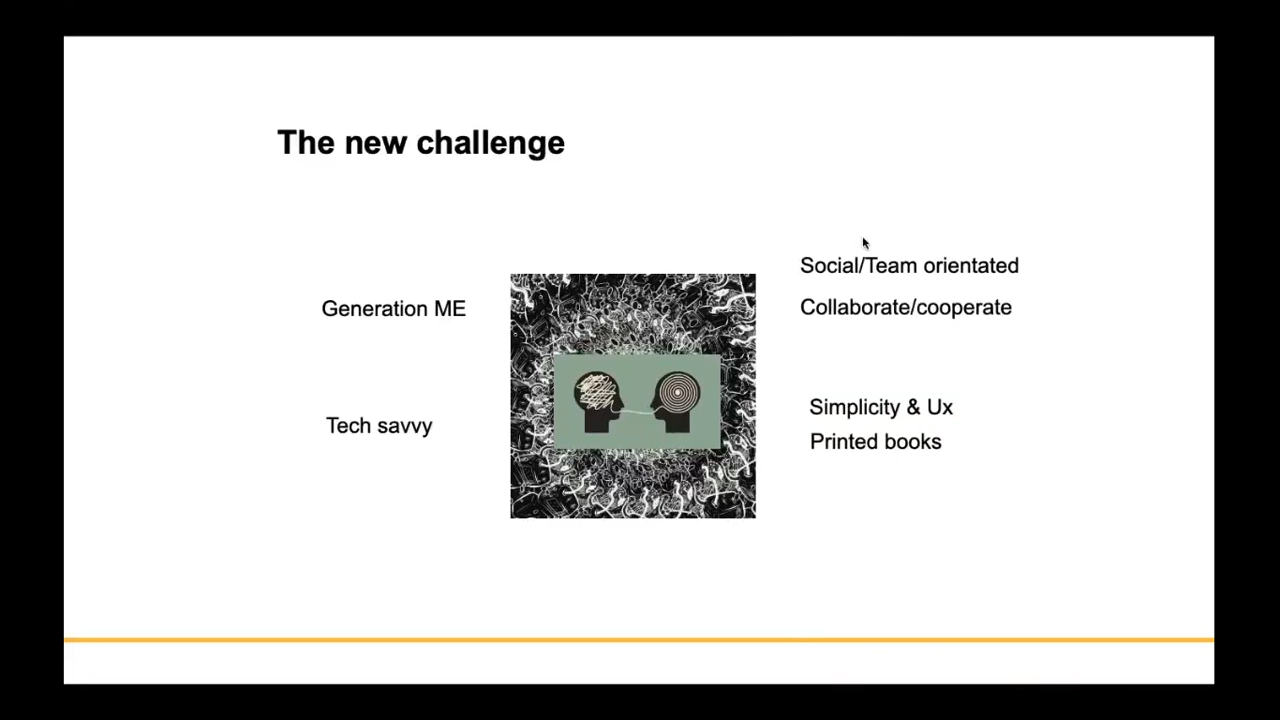 The new challenge
Generation ME
Social/Team orientated
Collaborate/cooperate
Tech savvy
Simplicity & Ux
Printed books